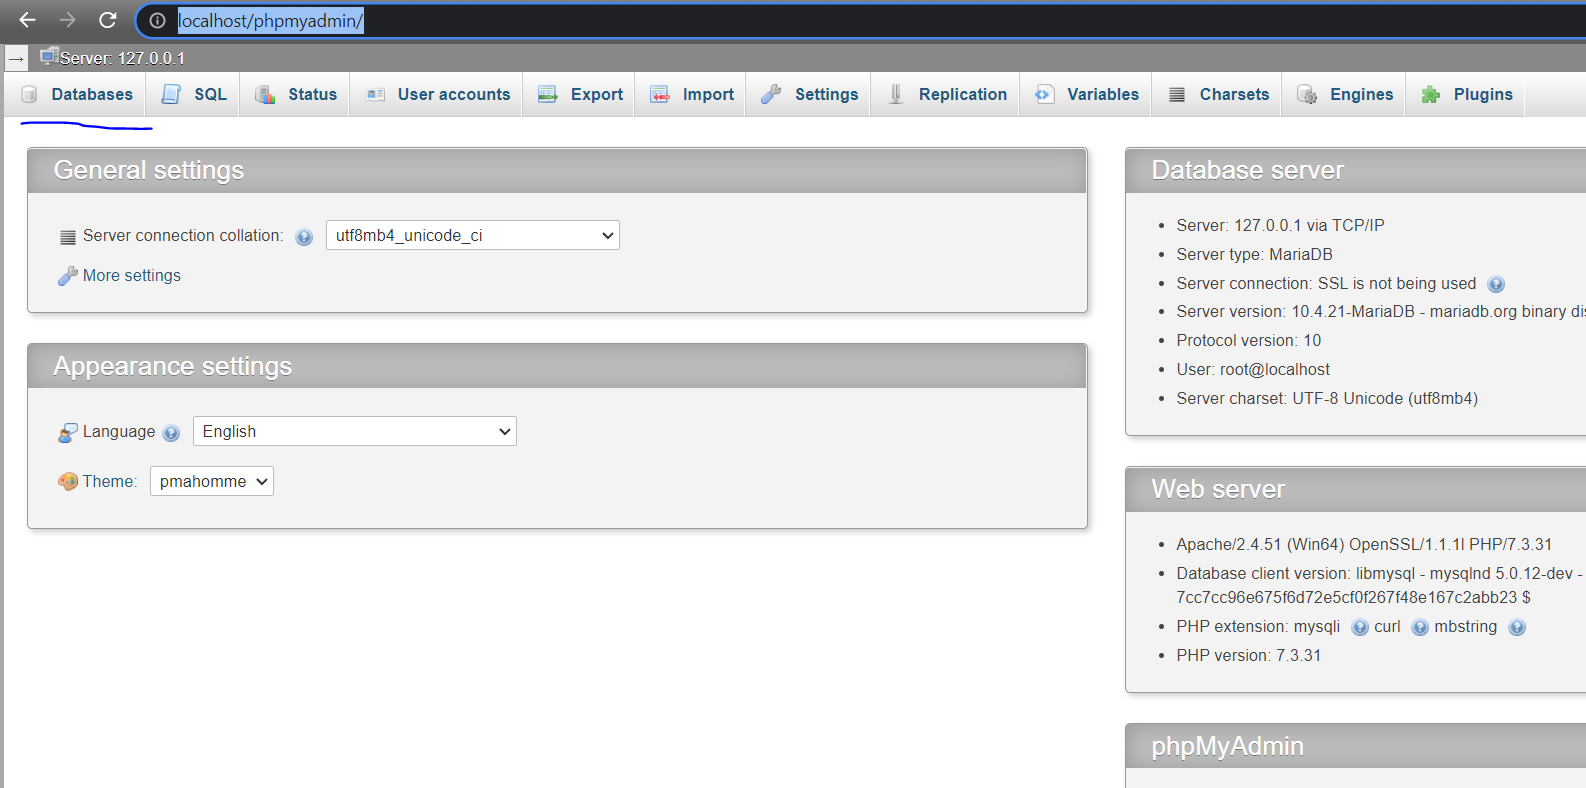 localhost/phpmyadmin/
Server: 127.0.0.1
Databases SQL Status User accounts Export Import Settings Replication Variables Charsets Engines Plugins
General settings
Server connection collation: utf8mb4_unicode_ci
More settings
Appearance settings
Language English
Theme: pmahomme
Database server
Server: 127.0.0.1 via TCP/IP
Server type: MariaDB
Server connection: SSL is not being used
Server version: 10.4.21-MariaDB - mariadb.org binary dis
Protocol version: 10
User: root@localhost
Server charset: UTF-8 Unicode (utf8mb4)
Web server
Apache/2.4.51 (Win64) OpenSSL/1.1.1l PHP/7.3.31
Database client version: libmysql - mysqlnd 5.0.12-dev -
7cc7cc96e675f6d72e5cf0f267f48e167c2abb23 $
PHP extension: mysqli curl mbstring
PHP version: 7.3.31
phpMyAdmin